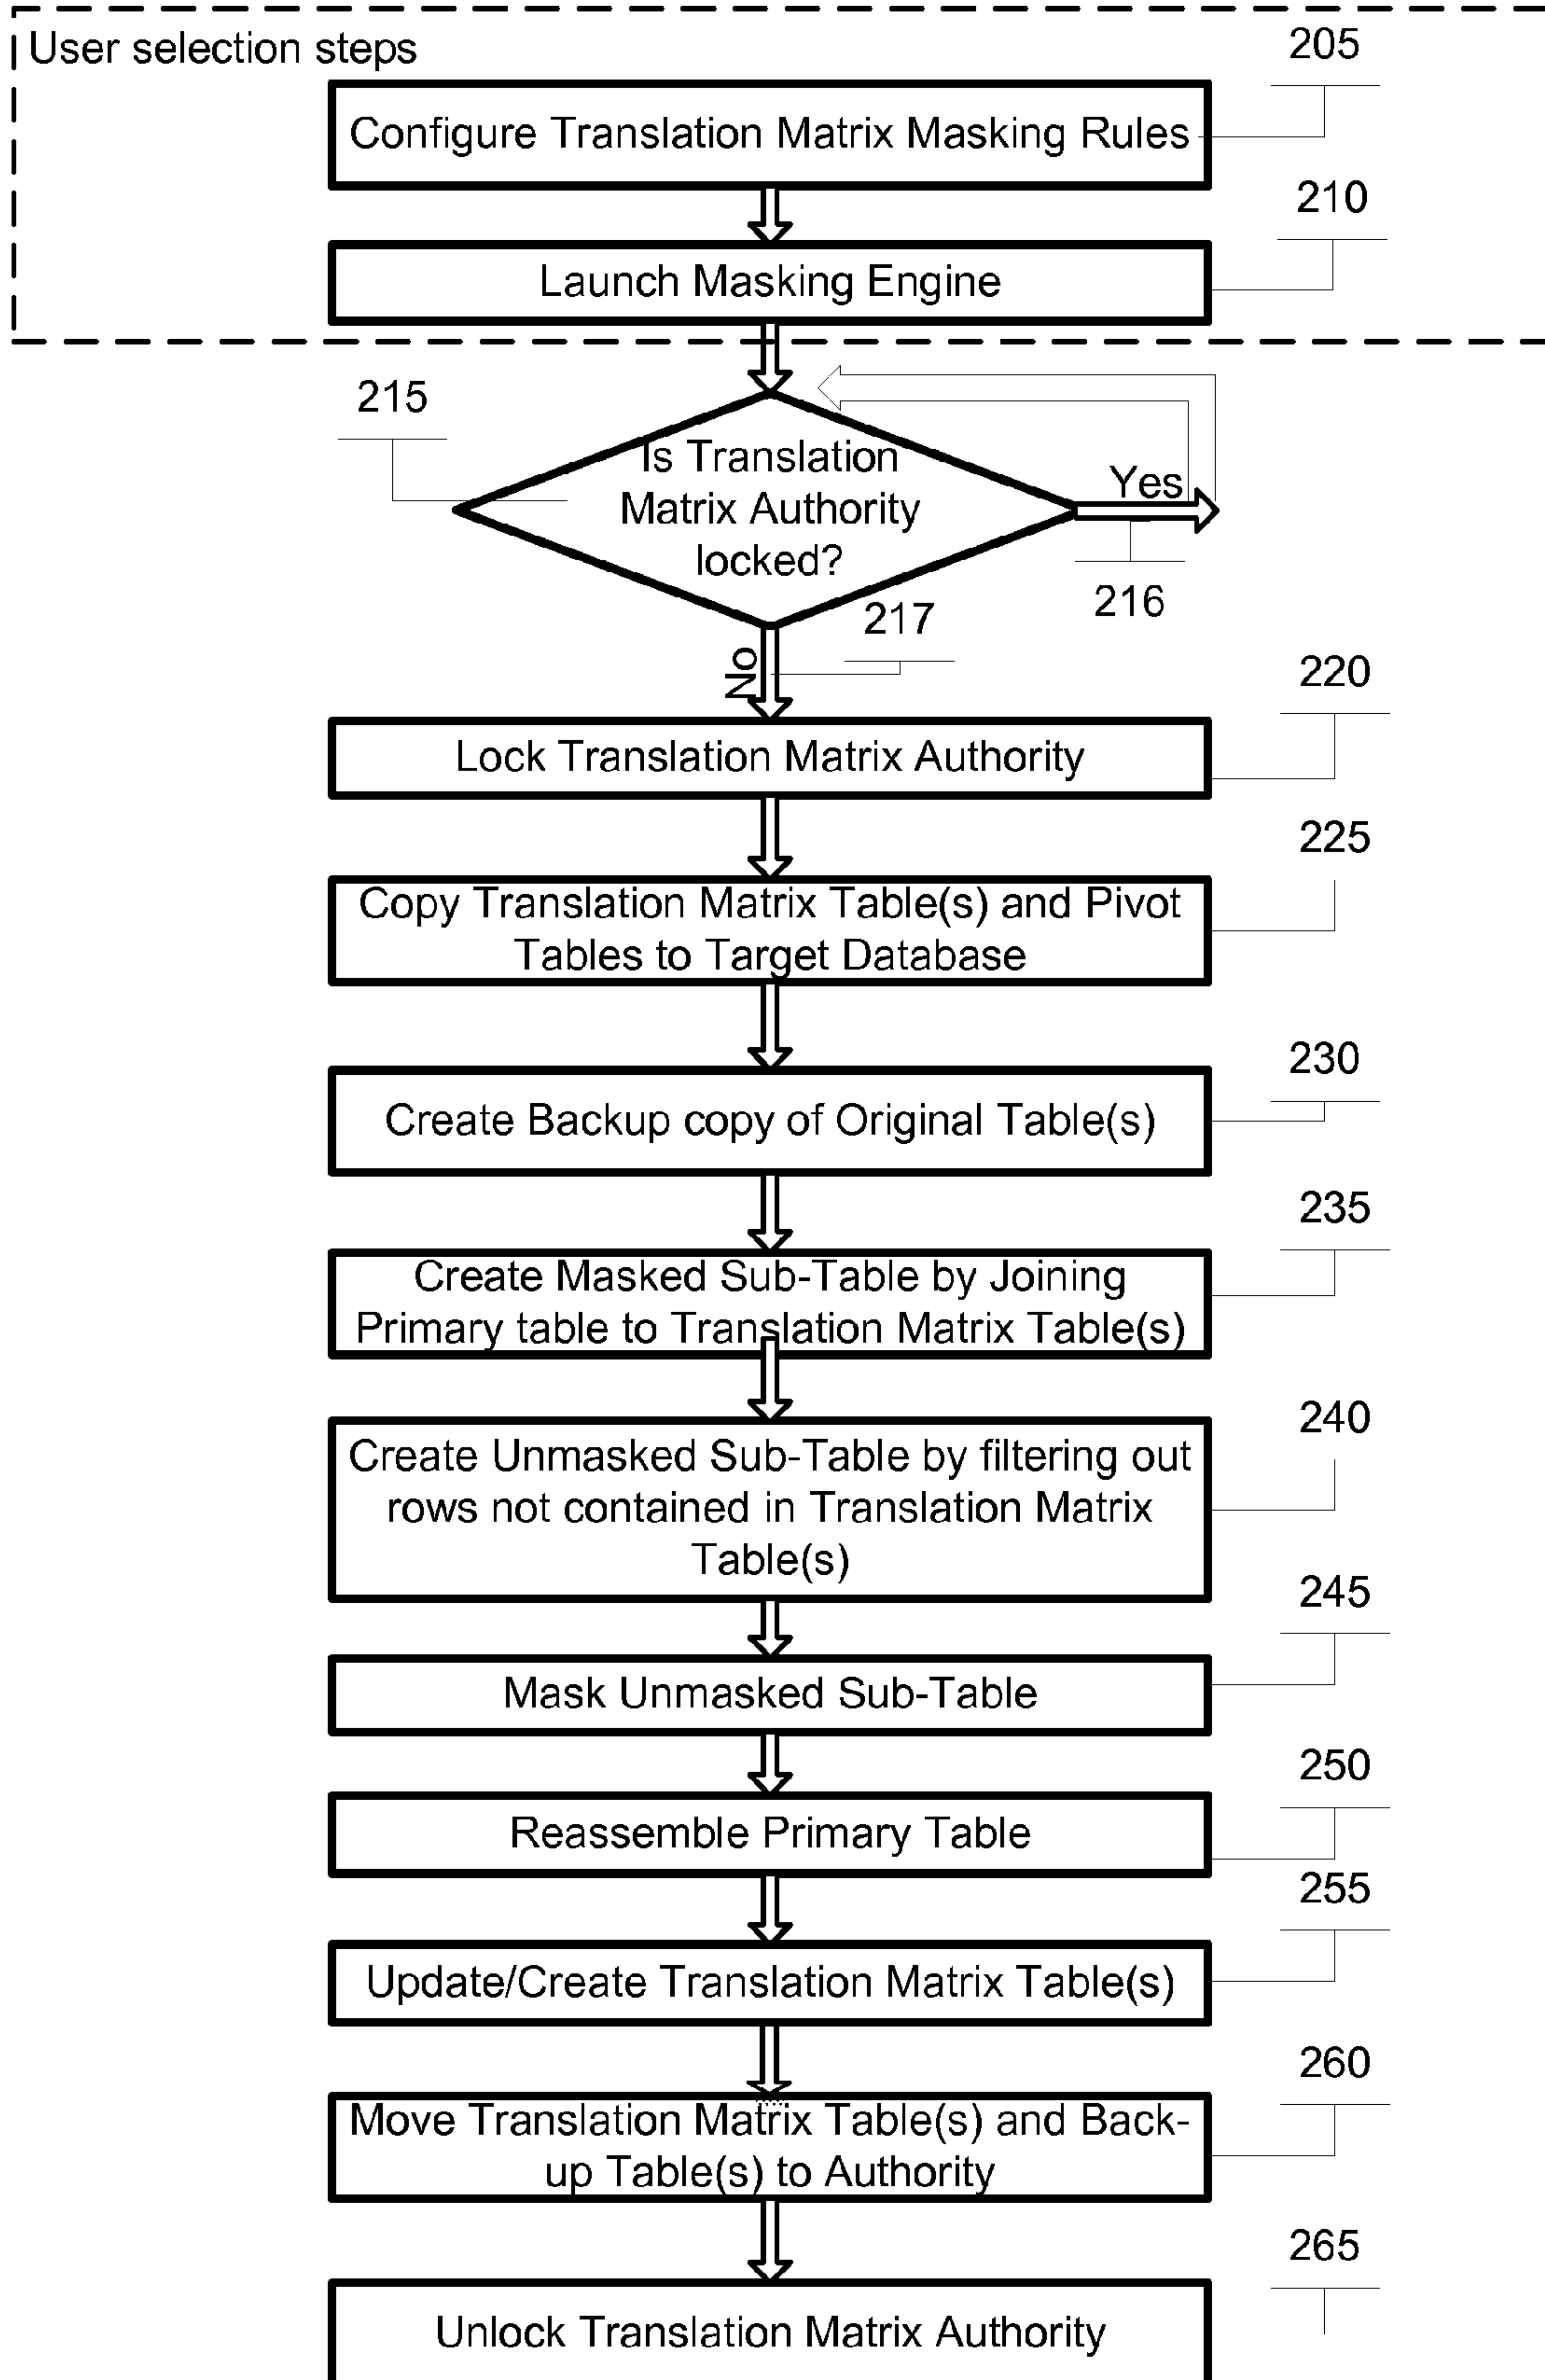 User selection steps
205
Configure Translation Matrix Masking Rules
210
Launch Masking Engine
215
Is Translation
Matrix Authority
locked?
Yes
216
217
No
220
Lock Translation Matrix Authority
225
Copy Translation Matrix Table(s) and Pivot
Tables to Target Database
230
Create Backup copy of Original Table(s)
235
Create Masked Sub-Table by Joining
Primary table to Translation Matrix Table(s)
240
Create Unmasked Sub-Table by filtering out
rows not contained in Translation Matrix
Table(s)
245
Mask Unmasked Sub-Table
250
Reassemble Primary Table
255
Update/Create Translation Matrix Table(s)
260
Move Translation Matrix Table(s) and Back-
up Table(s) to Authority
265
Unlock Translation Matrix Authority